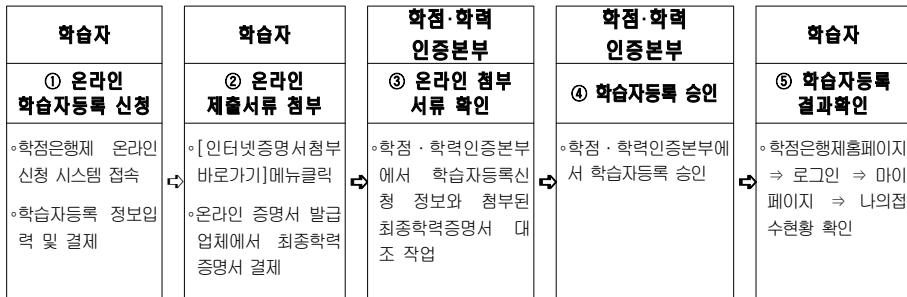 학습자
① 온라인
학습자등록 신청
◦학점은행제 온라인
신청 시스템 접속
◦학습자등록 정보입
력 및 결제
⇨
학습자
② 온라인
제출서류 첨부
◦[인터넷증명서첨부
바로가기]메뉴클릭
◦온라인 증명서 발급
업체에서 최종학력
증명서 결제
⇨
학점·학력
인증본부
③ 온라인 첨부
서류 확인
◦학점·학력인증본부
에서 학습자등록신
청 정보와 첨부된
최종학력증명서 대
조 작업
⇨
학점·학력
인증본부
④ 학습자등록 승인
◦학점·학력인증본부에
서 학습자등록 승인
⇨
학습자
⑤ 학습자등록
결과확인
◦학점은행제홈페이지
⇒ 로그인 ⇒ 마이
페이지 ⇒ 나의접
수현황 확인